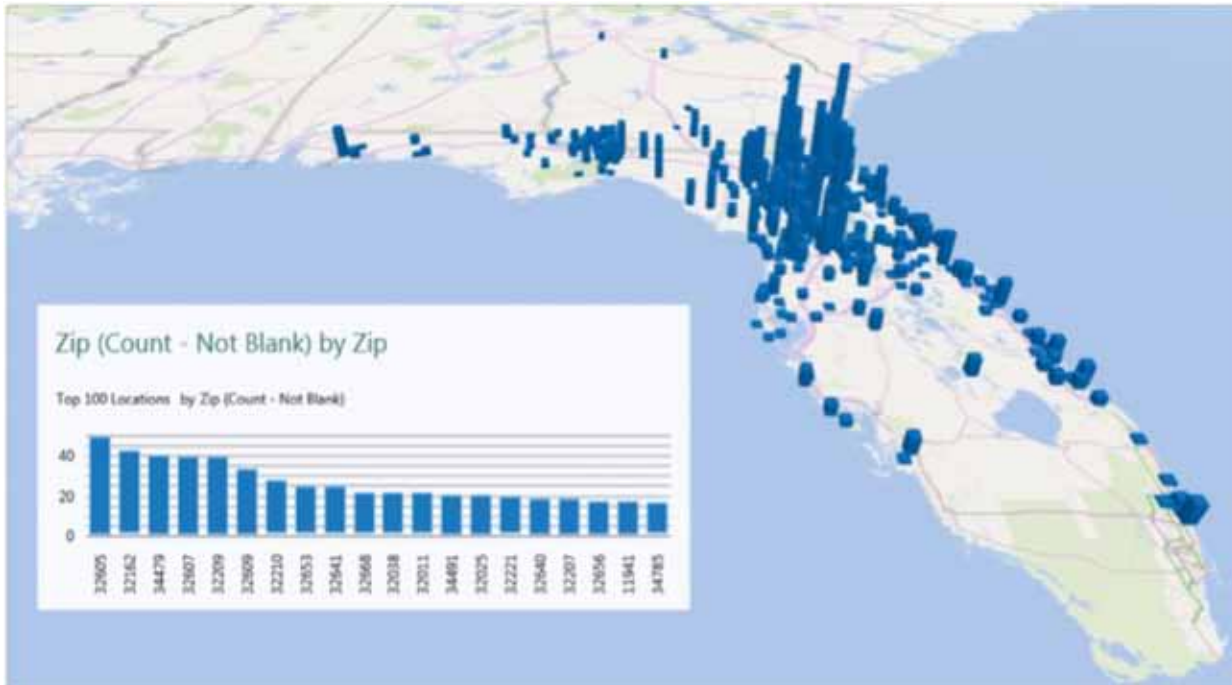 Zip (Count - Not Blank) by Zip
Top 100 Locations by Zip (Count - Not Blank)
40
20
0
32605 32162 34479 32607 32209 32609 32210 32653 32641 32668 32038 32011 34491 32025 32221 32640 32207 32656 11941 34785